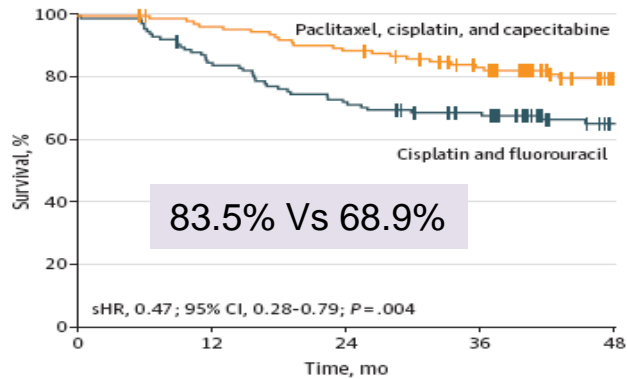 100
Paclitaxel, cisplatin, and capecitabine
80
60
Survival, %
Cisplatin and fluorouracil
40
83.5% Vs 68.9%
20
sHR, 0.47; 95% CI, 0.28-0.79; P=.004
0
0 12 24 36 48
Time, mo